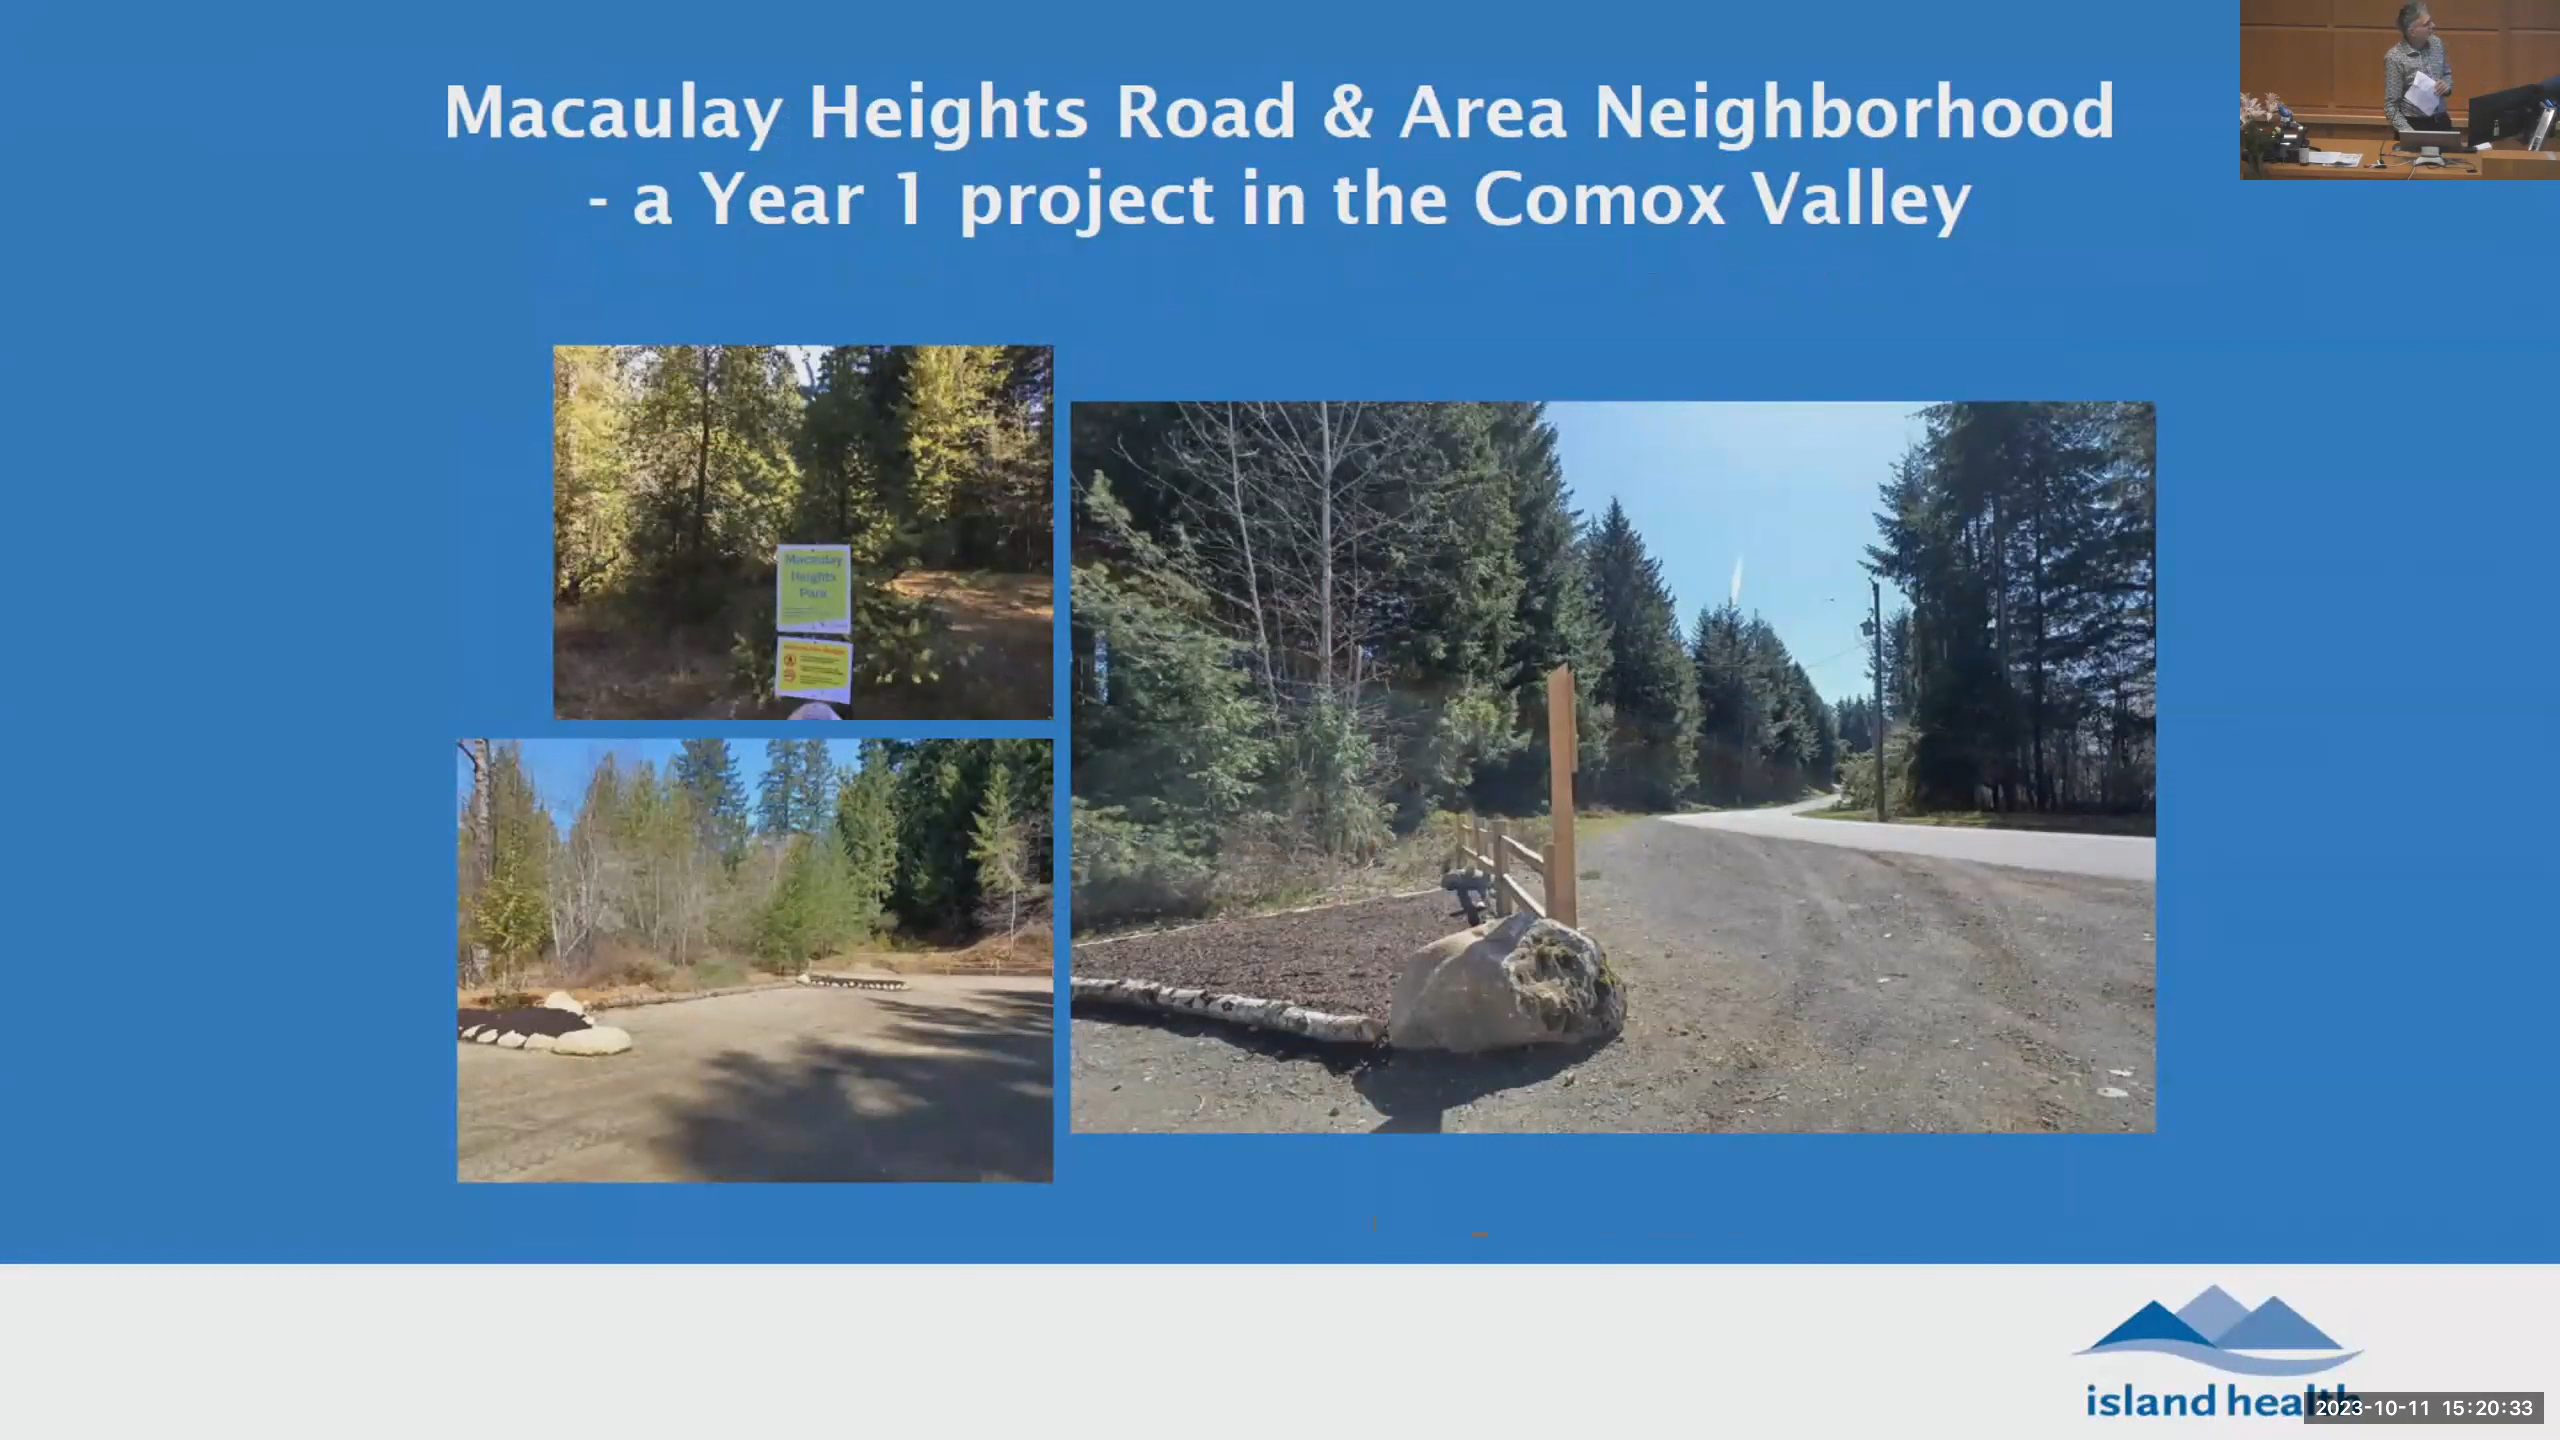 Macaulay Heights Road & Area Neighborhood
- a Year 1 project in the Comox Valley
Macaulay
Heights
Park
island health
2023-10-11 15:20:33